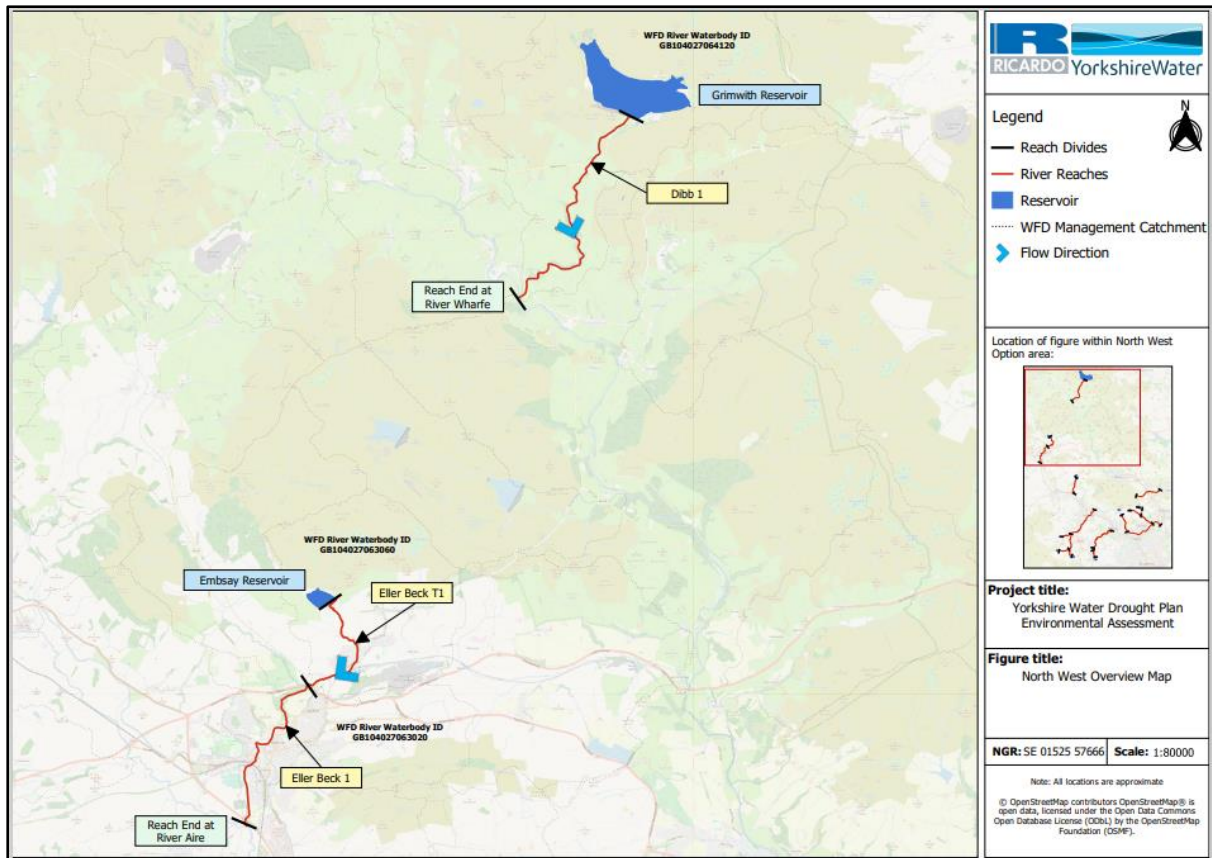 WFD River Waterbody ID
GB104027064120
Grimwith Reservoir
Dibb 1
Reach End at
River Wharfe
WFD River Waterbody ID
GB104027063060
Embsay Reservoir
Eller Beck T1
WFD River Waterbody ID
GB104027063020
Eller Beck 1
Reach End at
River Aire
R
RICARDO
YorkshireWater
Legend
N
Reach Divides
River Reaches
Reservoir
WFD Management Catchment
Flow Direction
Location of figure within North West
Option area:
Project title:
Yorkshire Water Drought Plan
Environmental Assessment
Figure title:
North West Overview Map
NGR: SE 01525 57666
Scale: 1:80000
Note: All locations are approximate
© OpenStreetMap contributors OpenStreetMap® is
open data, licensed under the Open Data Commons
Open Database License (ODbL) by the OpenStreetMap
Foundation (OSMF).